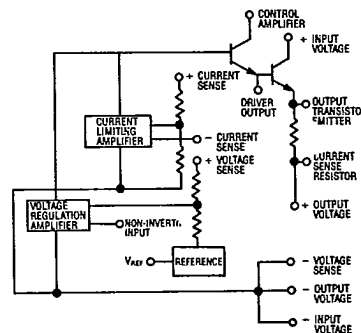 CONTROL
AMPLIFIER
+ INPUT
VOLTAGE
+ CURRENT
SENSE
DRIVER
OUTPUT
OUTPUT
TRANSISTO
EMITTER
CURRENT
LIMITING
AMPLIFIER
- CURRENT
SENSE
+ VOLTAGE
SENSE
CURRENT
SENSE
RESISTOR
+
OUTPUT
VOLTAGE
VOLTAGE
REGULATION
AMPLIFIER
NON-INVERTI.
INPUT
VREF
REFERENCE
- VOLTAGE
SENSE
- OUTPUT
VOLTAGE
- INPUT
VOLTAGE